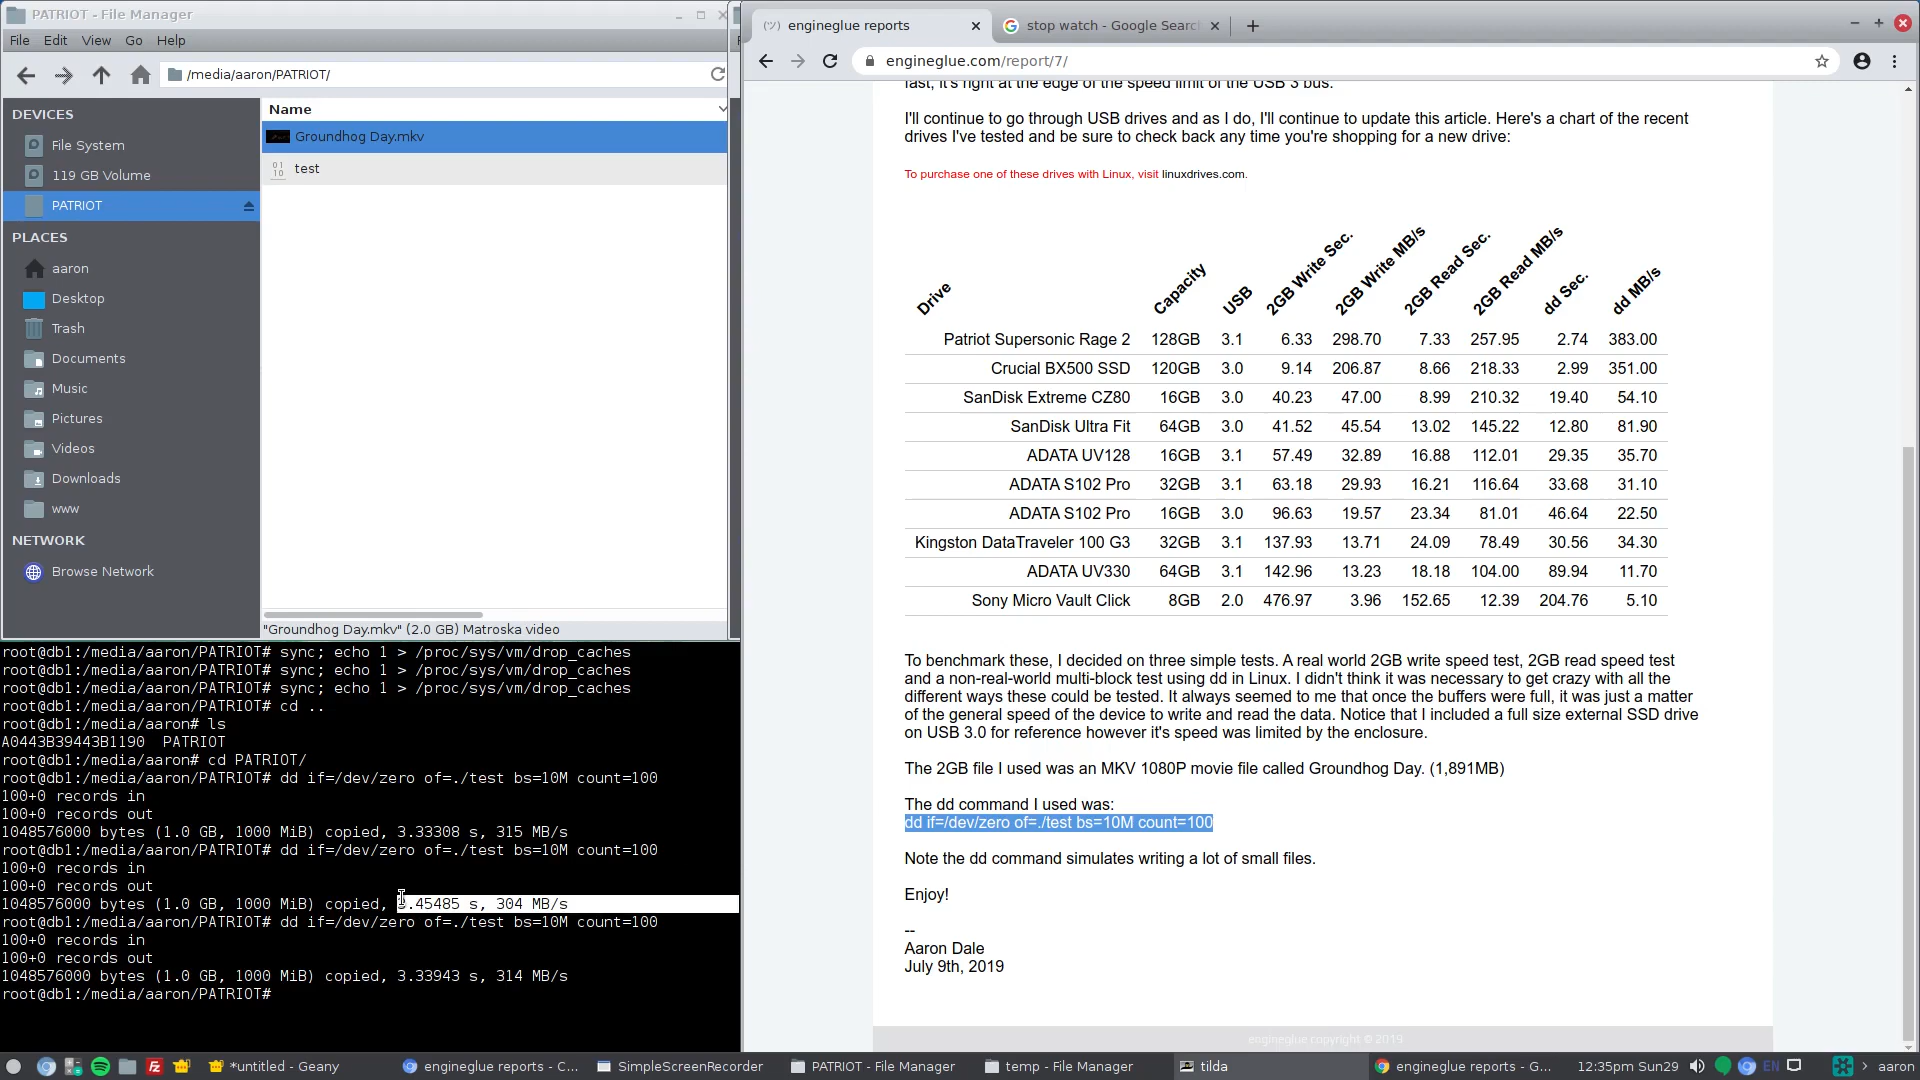 PATRIOT - File Manager
File Edit View Go Help
/media/aaron/PATRIOT/
DEVICES
File System
119 GB Volume
PATRIOT
PLACES
aaron
Desktop
Trash
Documents
Music
Pictures
Videos
Downloads
www
NETWORK
Browse Network
Name
Groundhog Day.mkv
test
"Groundhog Day.mkv" (2.0 GB) Matroska video
root@db1:/media/aaron/PATRIOT# sync; echo 1 > /proc/sys/vm/drop_caches
root@db1:/media/aaron/PATRIOT# sync; echo 1 > /proc/sys/vm/drop_caches
root@db1:/media/aaron/PATRIOT# sync; echo 1 > /proc/sys/vm/drop_caches
root@db1:/media/aaron/PATRIOT# cd ..
root@db1:/media/aaron# ls
A0443B39443B1190 PATRIOT
root@db1:/media/aaron# cd PATRIOT/
root@db1:/media/aaron/PATRIOT# dd if=/dev/zero of=./test bs=10M count=100
100+0 records in
100+0 records out
1048576000 bytes (1.0 GB, 1000 MiB) copied, 3.33308 s, 315 MB/s
root@db1:/media/aaron/PATRIOT# dd if=/dev/zero of=./test bs=10M count=100
100+0 records in
100+0 records out
1048576000 bytes (1.0 GB, 1000 MiB) copied, 3.45485 s, 304 MB/s
root@db1:/media/aaron/PATRIOT# dd if=/dev/zero of=./test bs=10M count=100
100+0 records in
100+0 records out
1048576000 bytes (1.0 GB, 1000 MiB) copied, 3.33943 s, 314 MB/s
root@db1:/media/aaron/PATRIOT#
engineglue reports
stop watch - Google Searc
engineglue.com/report/7/
fast, it's right at the edge of the speed limit of the USB 3 bus.
I'll continue to go through USB drives and as I do, I'll continue to update this article. Here's a chart of the recent
drives I've tested and be sure to check back any time you're shopping for a new drive:
To purchase one of these drives with Linux, visit linuxdrives.com.
Drive Capacity USB 2GB Write Sec. 2GB Write MB/s 2GB Read Sec. 2GB Read MB/s dd Sec. dd MB/s
Patriot Supersonic Rage 2 128GB 3.1 6.33 298.70 7.33 257.95 2.74 383.00
Crucial BX500 SSD 120GB 3.0 9.14 206.87 8.66 218.33 2.99 351.00
SanDisk Extreme CZ80 16GB 3.0 40.23 47.00 8.99 210.32 19.40 54.10
SanDisk Ultra Fit 64GB 3.0 41.52 45.54 13.02 145.22 12.80 81.90
ADATA UV128 16GB 3.1 57.49 32.89 16.88 112.01 29.35 35.70
ADATA S102 Pro 32GB 3.1 63.18 29.93 16.21 116.64 33.68 31.10
ADATA S102 Pro 16GB 3.0 96.63 19.57 23.34 81.01 46.64 22.50
Kingston DataTraveler 100 G3 32GB 3.1 137.93 13.71 24.09 78.49 30.56 34.30
ADATA UV330 64GB 3.1 142.96 13.23 18.18 104.00 89.94 11.70
Sony Micro Vault Click 8GB 2.0 476.97 3.96 152.65 12.39 204.76 5.10
To benchmark these, I decided on three simple tests. A real world 2GB write speed test, 2GB read speed test
and a non-real-world multi-block test using dd in Linux. I didn't think it was necessary to get crazy with all the
different ways these could be tested. It always seemed to me that once the buffers were full, it was just a matter
of the general speed of the device to write and read the data. Notice that I included a full size external SSD drive
on USB 3.0 for reference however it's speed was limited by the enclosure.
The 2GB file I used was an MKV 1080P movie file called Groundhog Day. (1,891MB)
The dd command I used was:
dd if=/dev/zero of=./test bs=10M count=100
Note the dd command simulates writing a lot of small files.
Enjoy!
--
Aaron Dale
July 9th, 2019
engineglue copyright © 2019
*untitled - Geany
engineglue reports - C...
SimpleScreenRecorder
PATRIOT - File Manager
temp - File Manager
tilda
engineglue reports - G...
12:35pm Sun29
EN
aaron